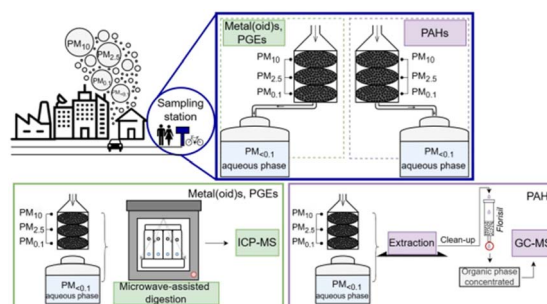 PM10
PM2.5
PM0.1
PM<0.1
Sampling
station
Metal(oid)s,
PGEs
PM10
PM2.5
PM0.1
PM<0.1
aqueous phase
PAHs
PM10
PM2.5
PM0.1
PM<0.1
aqueous phase
Metal(oid)s, PGEs
PM10
PM2.5
PM0.1
PM<0.1
aqueous phase
Microwave-assisted
digestion
ICP-MS
PAH
PM10
PM2.5
PM0.1
PM<0.1
aqueous phase
Extraction
Clean-up
Florisil
Organic phase
concentrated
GC-MS